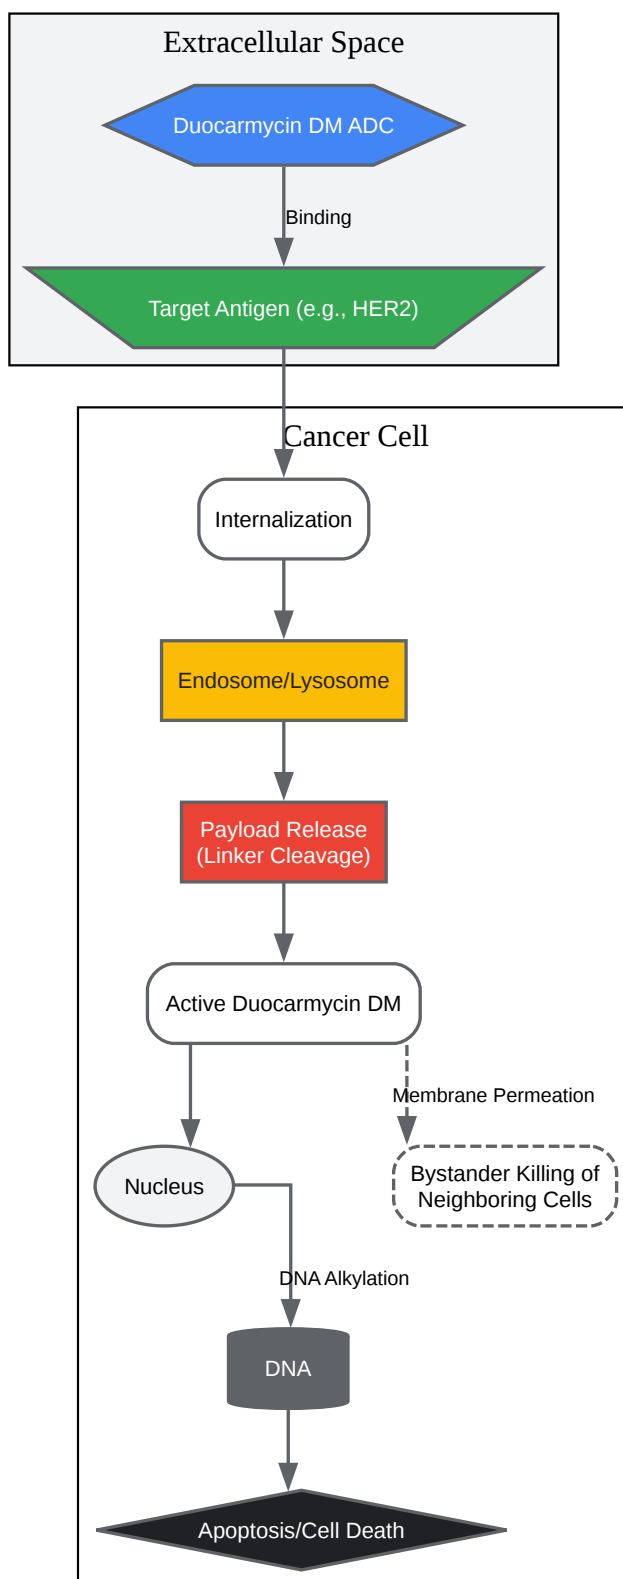 Extracellular Space
Duocarmycin DM ADC
Binding
Target Antigen (e.g., HER2)
Cancer Cell
Internalization
Endosome/Lysosome
Payload Release
(Linker Cleavage)
Active Duocarmycin DM
Membrane Permeation
Nucleus
Bystander Killing of
Neighboring Cells
DNA Alkylation
DNA
Apoptosis/Cell Death